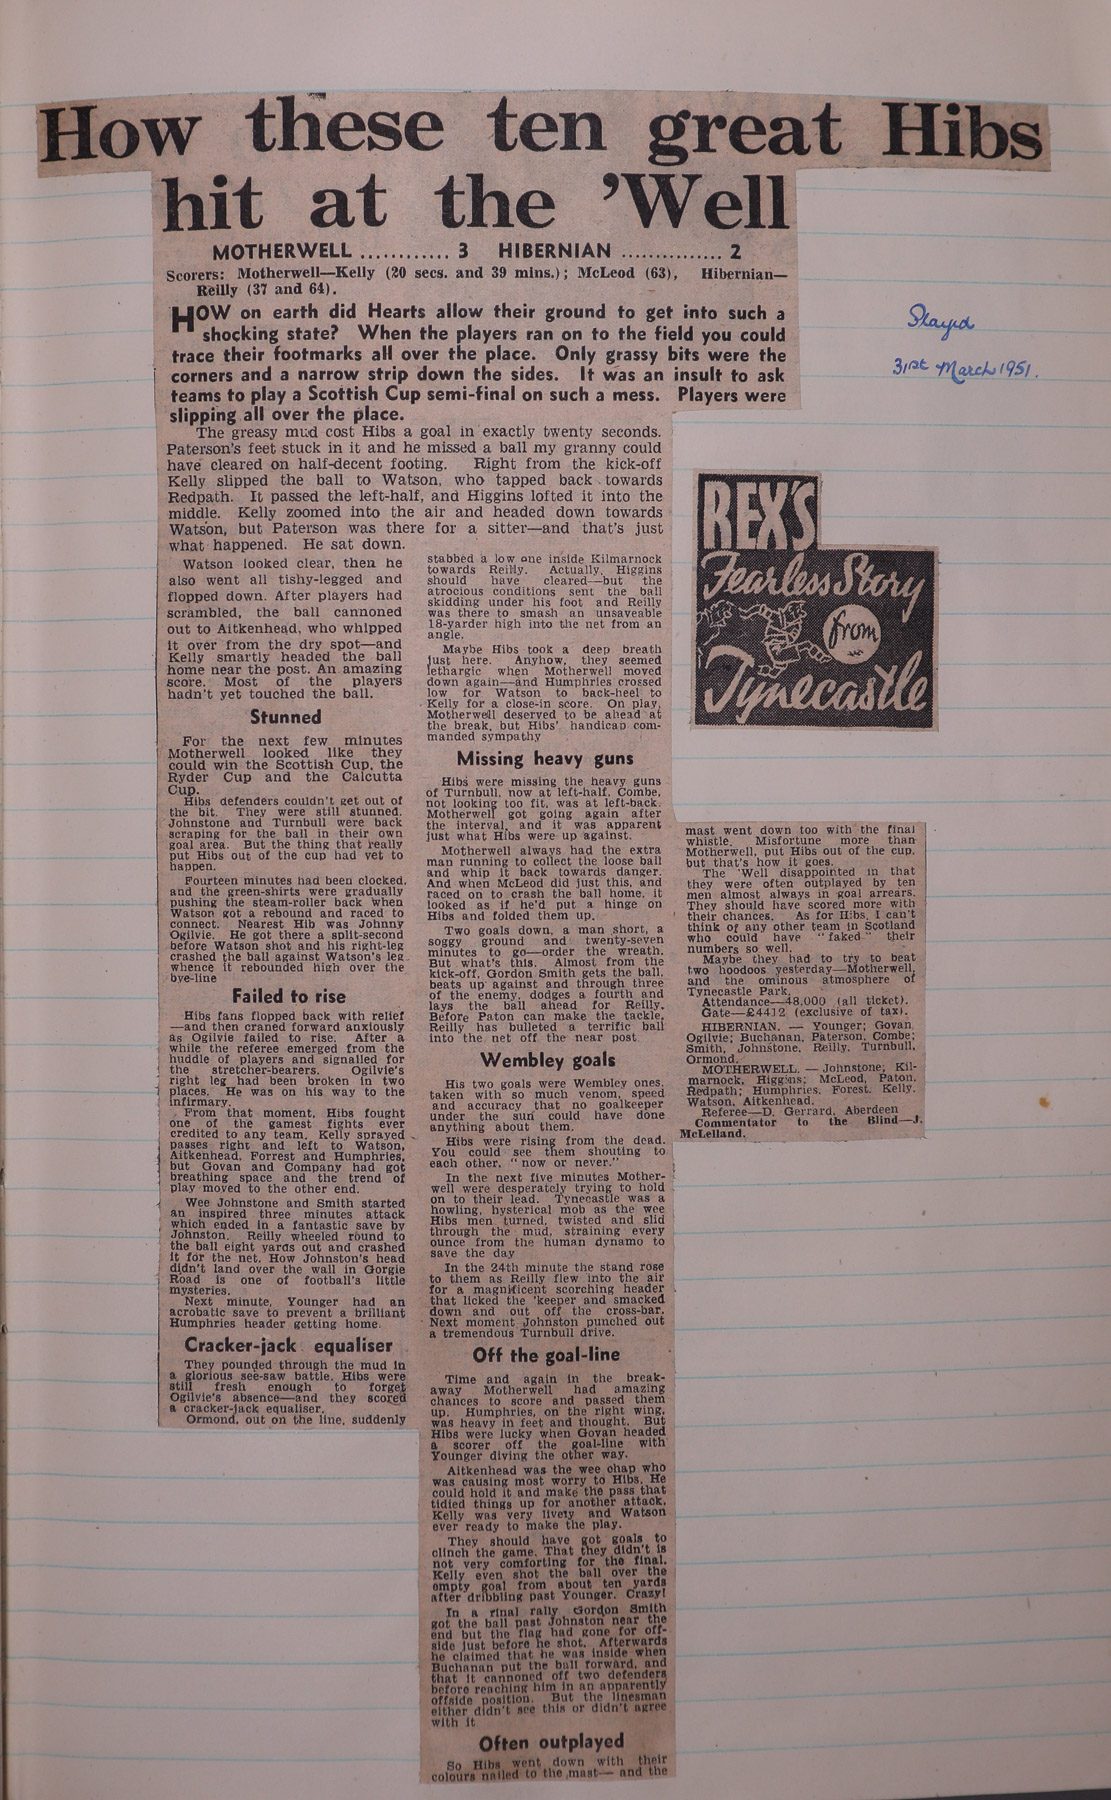 How these ten great Hibs
hit at the 'Well
MOTHERWELL ............ 3 HIBERNIAN ............... 2
Scorers: Motherwell—Kelly (20 secs. and 39 mins.); McLeod (63), Hibernian—
Reilly (37 and 64).
HOW on earth did Hearts allow their ground to get into such a
shocking state? When the players ran on to the field you could
trace their footmarks all over the place. Only grassy bits were the
corners and a narrow strip down the sides. It was an insult to ask
teams to play a Scottish Cup semi-final on such a mess. Players were
slipping all over the place.
The greasy mud cost Hibs a goal in exactly twenty seconds.
Paterson's feet stuck in it and he missed a ball my granny could
have cleared on half-decent footing. Right from the kick-off
Kelly slipped the ball to Watson, who tapped back towards
Redpath. It passed the left-half, and Higgins lofted it into the
middle. Kelly zoomed into the air and headed down towards
Watson, but Paterson was there for a sitter—and that's just
what happened. He sat down.
Watson looked clear, then he
also went all tishy-legged and
flopped down. After players had
scrambled, the ball cannoned
out to Aitkenhead, who whipped
it over from the dry spot—and
Kelly smartly headed the ball
home near the post. An amazing
score. Most of the players
hadn't yet touched the ball.
Stunned
For the next few minutes
Motherwell looked like they
could win the Scottish Cup, the
Ryder Cup and the Calcutta
Cup.
Hibs defenders couldn't get out of
the bit. They were still stunned.
Johnstone and Turnbull were back
scraping for the ball in their own
goal area. But the thing that really
put Hibs out of the cup had yet to
happen.
Fourteen minutes had been clocked,
and the green-shirts were gradually
pushing the steam-roller back when
Watson got a rebound and raced to
connect. Nearest Hib was Johnny
Ogilvie. He got there a split-second
before Watson shot and his right-leg
crashed the ball against Watson's leg
whence it rebounded high over the
bye-line
Failed to rise
Hibs fans flopped back with relief
—and then craned forward anxiously
as Ogilvie failed to rise. After a
while the referee emerged from the
huddle of players and signalled for
the stretcher-bearers. Ogilvie's
right leg had been broken in two
places. He was on his way to the
infirmary.
From that moment, Hibs fought
one of the gamest fights ever
credited to any team. Kelly sprayed
passes right and left to Watson,
Aitkenhead, Forrest and Humphries,
but Govan and Company had got
breathing space and the trend of
play moved to the other end.
Wee Johnstone and Smith started
an inspired three minutes attack
which ended in a fantastic save by
Johnston. Reilly wheeled round to
the ball eight yards out and crashed
it for the net. How Johnston's head
didn't land over the wall in Gorgie
Road is one of football's little
mysteries.
Next minute, Younger had an
acrobatic save to prevent a brilliant
Humphries header getting home.
Cracker-jack equaliser
They pounded through the mud in
a glorious see-saw battle. Hibs were
still fresh enough to forget
Ogilvie's absence—and they scored
a cracker-jack equaliser.
Ormond, out on the line, suddenly
stabbed a low one inside Kilmarnock
towards Reilly. Actually, Higgins
should have cleared—but the
atrocious conditions sent the ball
skidding under his foot and Reilly
was there to smash an unsaveable
18-yarder high into the net from an
angle.
Maybe Hibs took a deep breath
just here. Anyhow, they seemed
lethargic when Motherwell moved
down again—and Humphries crossed
low for Watson to back-heel to
Kelly for a close-in score. On play,
Motherwell deserved to be ahead at
the break, but Hibs' handicap com-
manded sympathy
Missing heavy guns
Hibs were missing the heavy guns
of Turnbull, now at left-half. Combe,
not looking too fit, was at left-back.
Motherwell got going again after
the interval, and it was apparent
just what Hibs were up against.
Motherwell always had the extra
man running to collect the loose ball
and whip it back towards danger.
And when McLeod did just this, and
raced on to crash the ball home, it
looked as if he'd put a hinge on
Hibs and folded them up.
Two goals down, a man short, a
soggy ground and twenty-seven
minutes to go—order the wreath.
But what's this. Almost from the
kick-off, Gordon Smith gets the ball,
beats up against and through three
of the enemy, dodges a fourth and
lays the ball ahead for Reilly.
Before Paton can make the tackle,
Reilly has bulleted a terrific ball
into the net off the near post.
Wembley goals
His two goals were Wembley ones,
taken with so much venom, speed
and accuracy that no goalkeeper
under the sun could have done
anything about them.
Hibs were rising from the dead.
You could see them shouting to
each other, "now or never."
In the next five minutes Mother-
well were desperately trying to hold
on to their lead. Tynecastle was a
howling, hysterical mob as the wee
Hibs men turned, twisted and slid
through the mud, straining every
ounce from the human dynamo to
save the day
In the 24th minute the stand rose
to them as Reilly flew into the air
for a magnificent scorching header
that licked the 'keeper and smacked
down and out off the cross-bar.
Next moment Johnston punched out
a tremendous Turnbull drive.
Off the goal-line
Time and again in the break-
away Motherwell had amazing
chances to score and passed them
up. Humphries, on the right wing,
was heavy in feet and thought. But
Hibs were lucky when Govan headed
a scorer off the goal-line with
Younger diving the other way.
Aitkenhead was the wee chap who
was causing most worry to Hibs. He
could hold it and make the pass that
tidied things up for another attack.
Kelly was very lively and Watson
ever ready to make the play.
They should have got goals to
clinch the game. That they didn't is
not very comforting for the final.
Kelly even shot the ball over the
empty goal from about ten yards
after dribbling past Younger. Crazy!
In a final rally Gordon Smith
got the ball past Johnston near the
end but the flag had gone for off-
side just before he shot. Afterwards
he claimed that he was inside when
Buchanan put the ball forward, and
that it cannoned off two defenders
before reaching him in an apparently
offside position. But the linesman
either didn't see this or didn't agree
with it
Often outplayed
So Hibs went down with their
colours nailed to the mast— and the
mast went down too with the final
whistle. Misfortune more than
Motherwell, put Hibs out of the cup,
but that's how it goes.
The 'Well disappointed in that
they were often outplayed by ten
men almost always in goal arrears.
They should have scored more with
their chances. As for Hibs, I can't
think of any other team in Scotland
who could have "faked" their
numbers so well.
Maybe they had to try to beat
two hoodoos yesterday—Motherwell,
and the ominous atmosphere of
Tynecastle Park.
Attendance—48,000 (all ticket).
Gate—£4412 (exclusive of tax).
HIBERNIAN. — Younger; Govan,
Ogilvie; Buchanan, Paterson, Combe;
Smith, Johnstone, Reilly, Turnbull,
Ormond.
MOTHERWELL. — Johnstone; Kil-
marnock, Higgins; McLeod, Paton,
Redpath; Humphries, Forest, Kelly,
Watson, Aitkenhead.
Referee—D. Gerrard, Aberdeen
Commentator to the Blind—J.
McLelland.
Played
31st March 1951.
REX'S
Fearless Story
from
Tynecastle